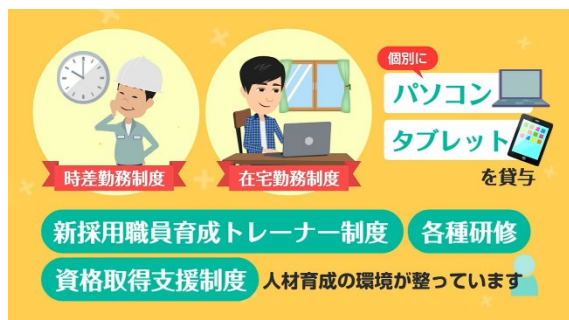 個別に
パソコン
タブレット
を貸与
時差勤務制度
在宅勤務制度
新採用職員育成トレーナー制度
各種研修
資格取得支援制度
人材育成の環境が整っています